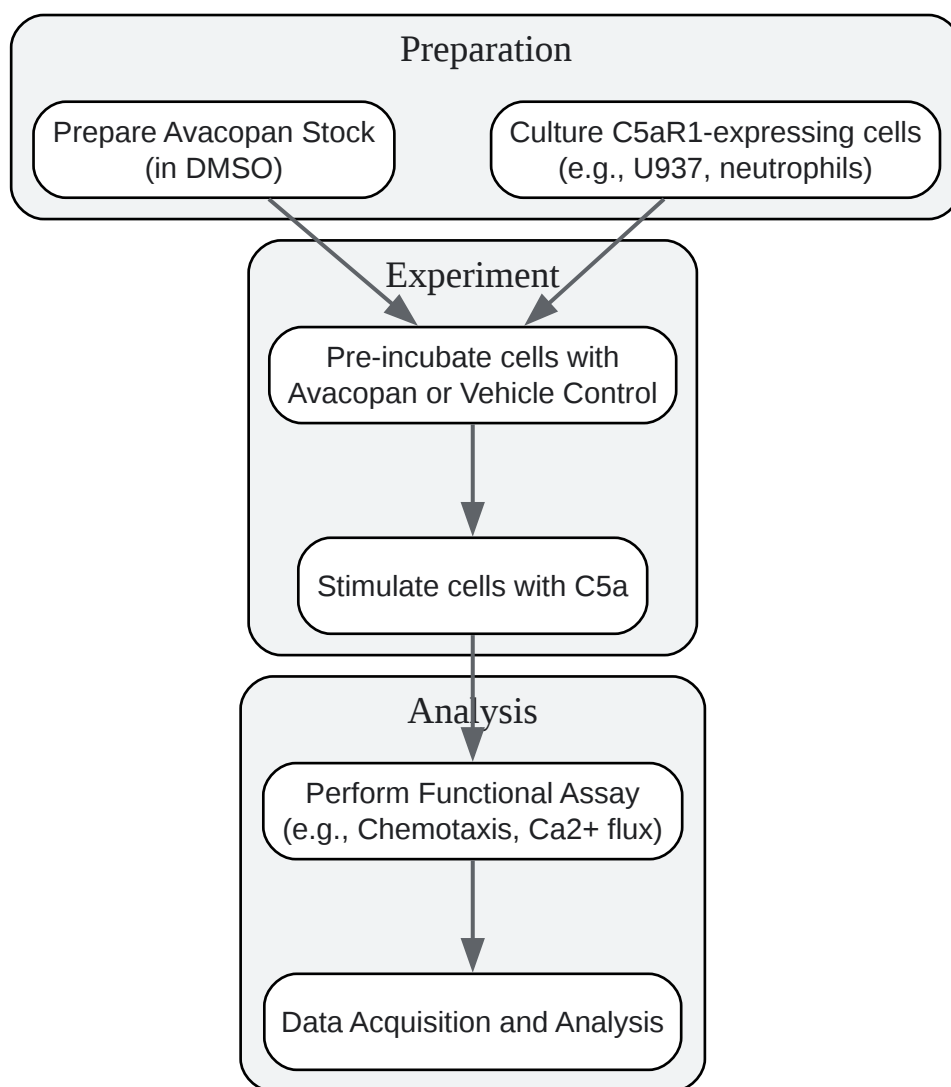 Preparation
Prepare Avacopan Stock
(in DMSO)
Culture C5aR1-expressing cells
(e.g., U937, neutrophils)
Experiment
Pre-incubate cells with
Avacopan or Vehicle Control
Stimulate cells with C5a
Analysis
Perform Functional Assay
(e.g., Chemotaxis, Ca2+ flux)
Data Acquisition and Analysis